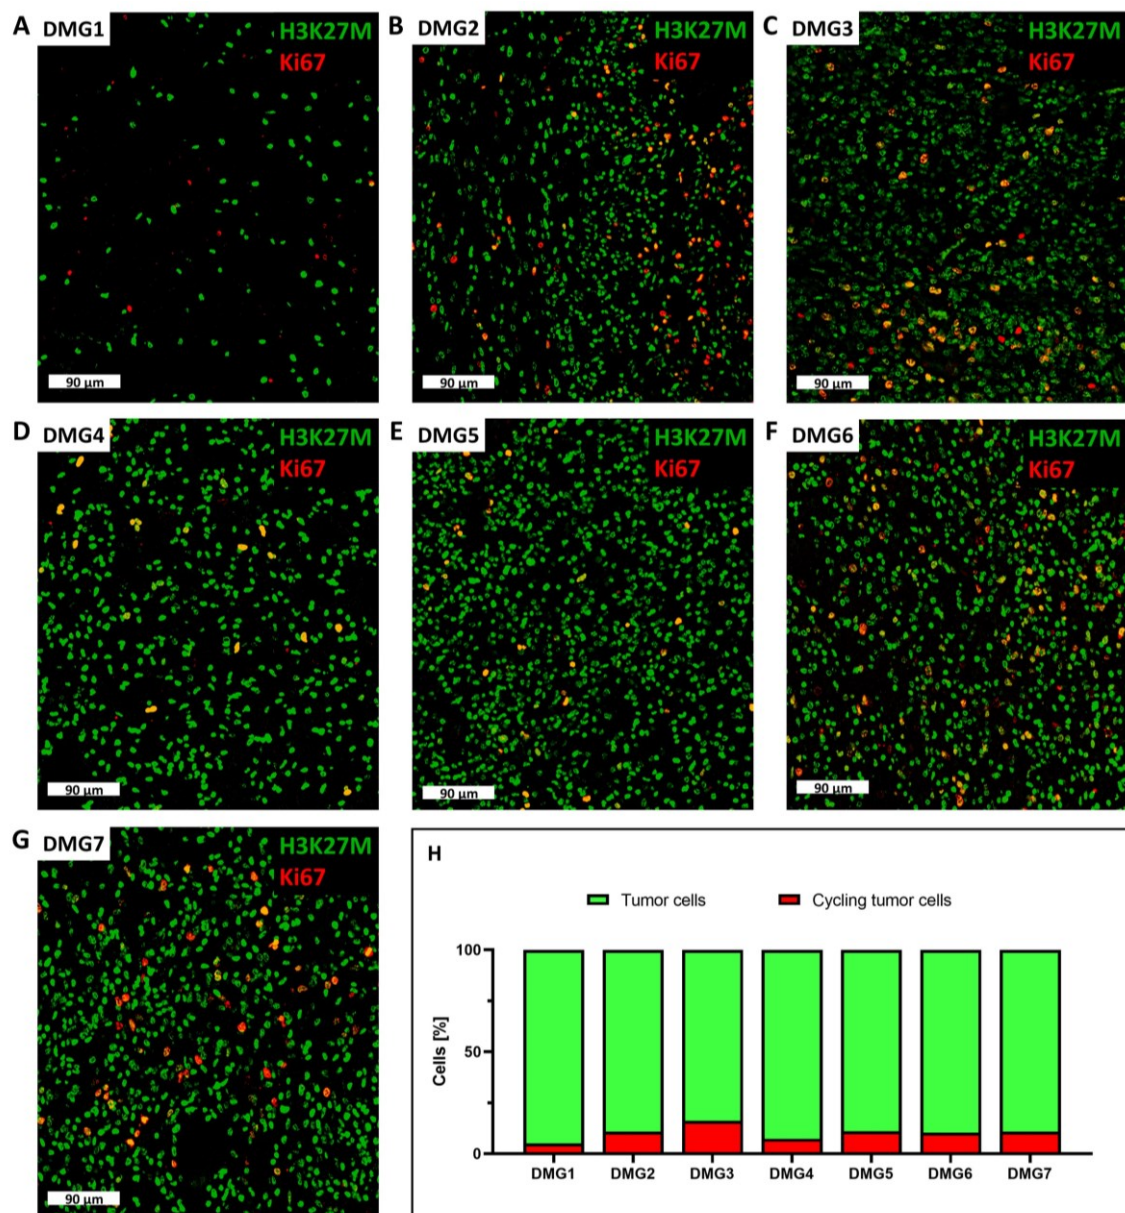 A DMG1 H3K27M
Ki67
90 µm
B DMG2 H3K27M
Ki67
90 µm
C DMG3 H3K27M
Ki67
90 µm
D DMG4 H3K27M
Ki67
90 µm
E DMG5 H3K27M
Ki67
90 µm
F DMG6 H3K27M
Ki67
90 µm
G DMG7 H3K27M
Ki67
90 µm
H
Tumor cells Cycling tumor cells
100
50
0
Cells [%]
DMG1 DMG2 DMG3 DMG4 DMG5 DMG6 DMG7